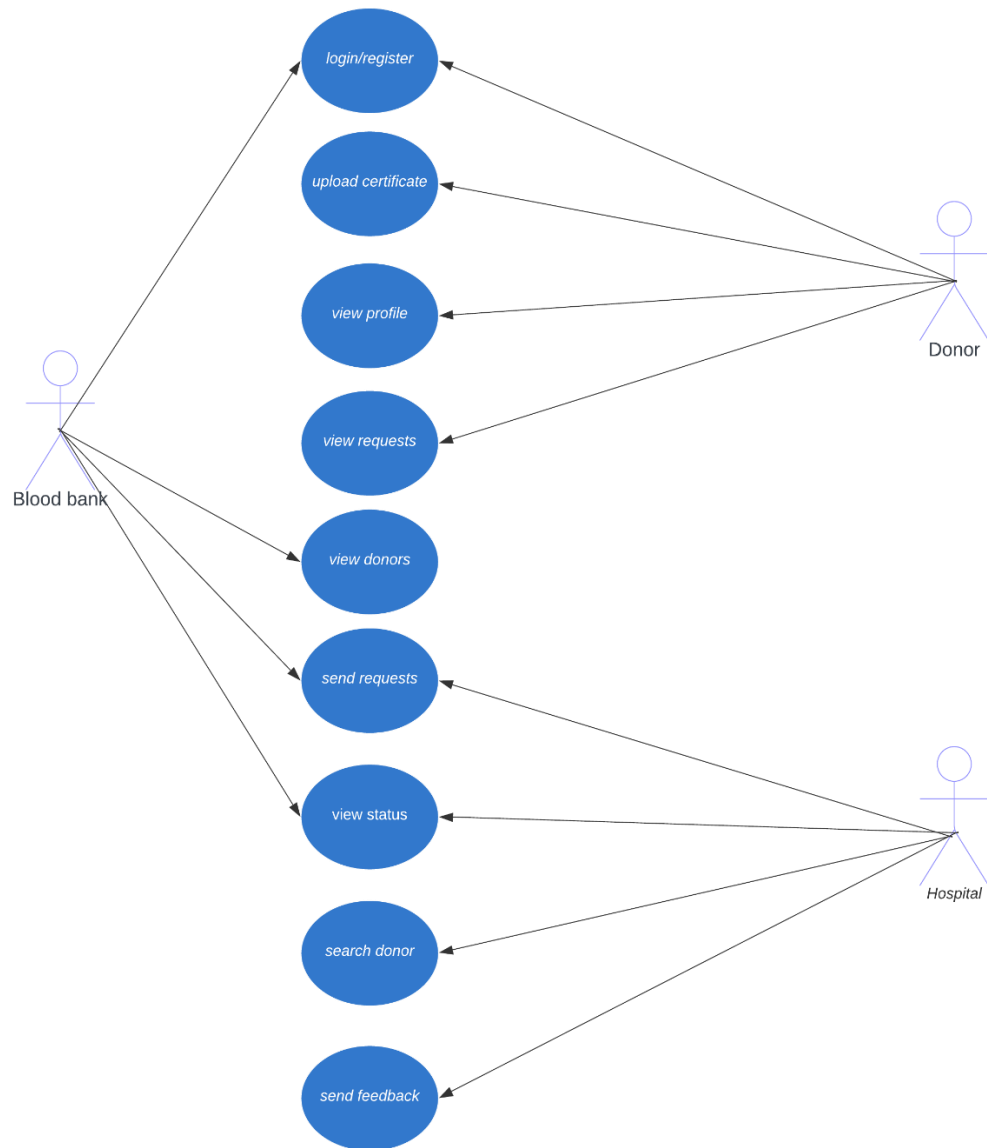 login/register
upload certificate
view profile
Donor
view requests
Blood bank
view donors
send requests
view status
Hospital
search donor
send feedback